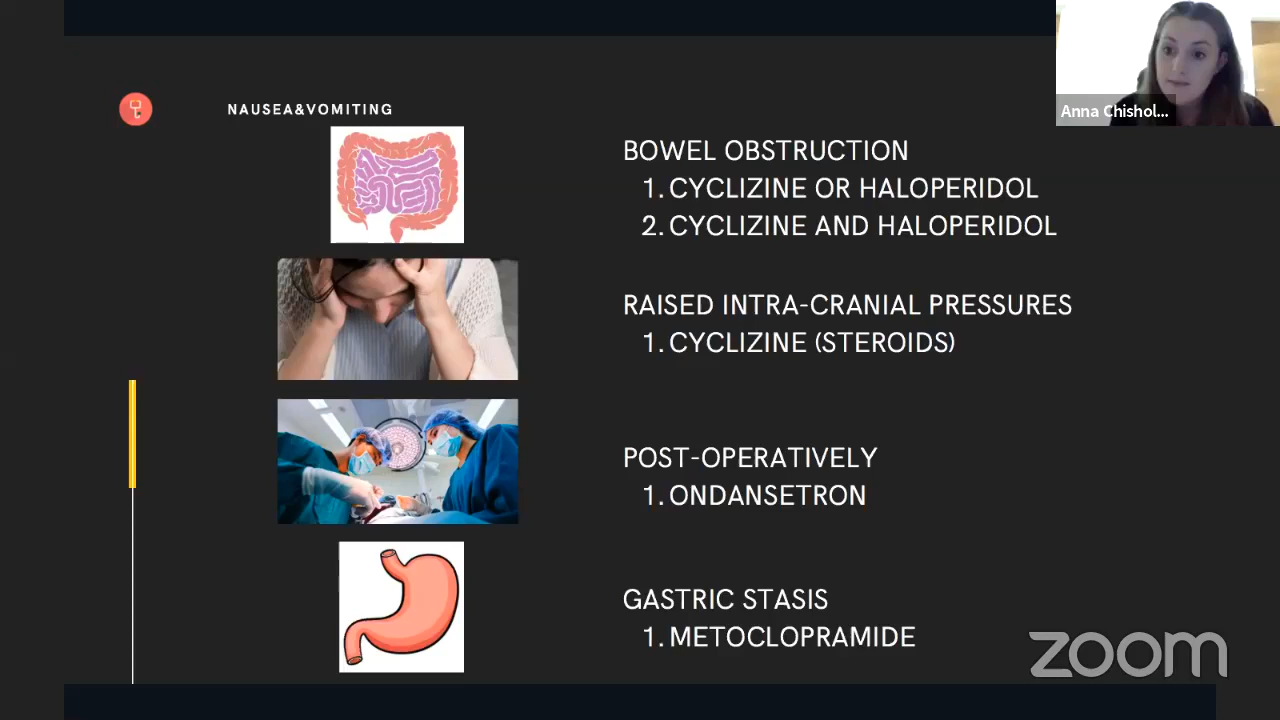 NAUSEA&VOMITING
Anna Chishol...
BOWEL OBSTRUCTION
1. CYCLIZINE OR HALOPERIDOL
2. CYCLIZINE AND HALOPERIDOL
RAISED INTRA-CRANIAL PRESSURES
1. CYCLIZINE (STEROIDS)
POST-OPERATIVELY
1. ONDANSETRON
GASTRIC STASIS
1. METOCLOPRAMIDE
zoom